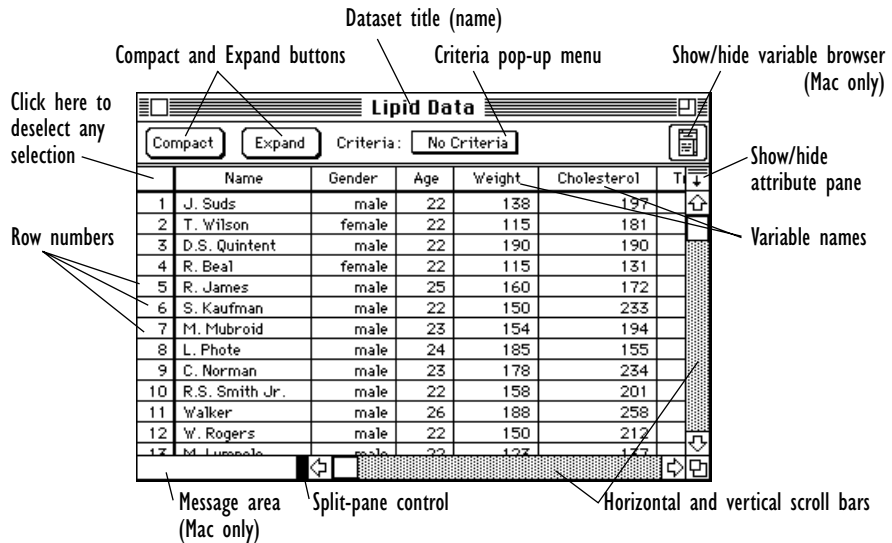 Dataset title (name)
Compact and Expand buttons
Criteria pop-up menu
Show/hide variable browser
(Mac only)
Click here to
deselect any
selection
Lipid Data
Compact Expand Criteria: No Criteria
Show/hide
attribute pane
Name Gender Age Weight Cholesterol
1 J. Suds male 22 138 197
2 T. Wilson female 22 115 181
3 D.S. Quintent male 22 190 190
4 R. Beal female 22 115 131
5 R. James male 25 160 172
6 S. Kaufman male 22 150 233
7 M. Mubroid male 23 154 194
8 L. Phote male 24 185 155
9 C. Norman male 23 178 234
10 R.S. Smith Jr. male 22 158 201
11 Walker male 26 188 258
12 W. Rogers male 22 150 212
13 male 22 123 137
Row numbers
Variable names
Message area
(Mac only)
Split-pane control
Horizontal and vertical scroll bars